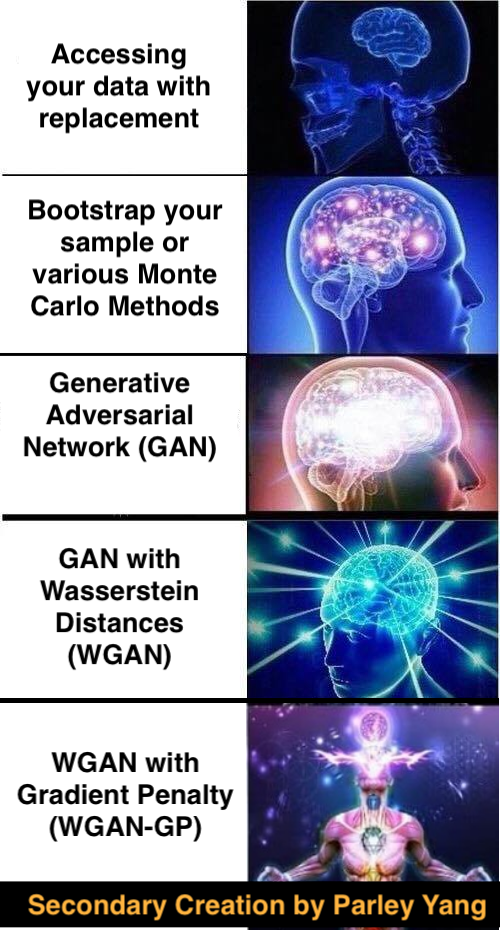 Accessing
your data with
replacement
Bootstrap your
sample or
various Monte
Carlo Methods
Generative
Adversarial
Network (GAN)
GAN with
Wasserstein
Distances
(WGAN)
WGAN with
Gradient Penalty
(WGAN-GP)
Secondary Creation by Parley Yang